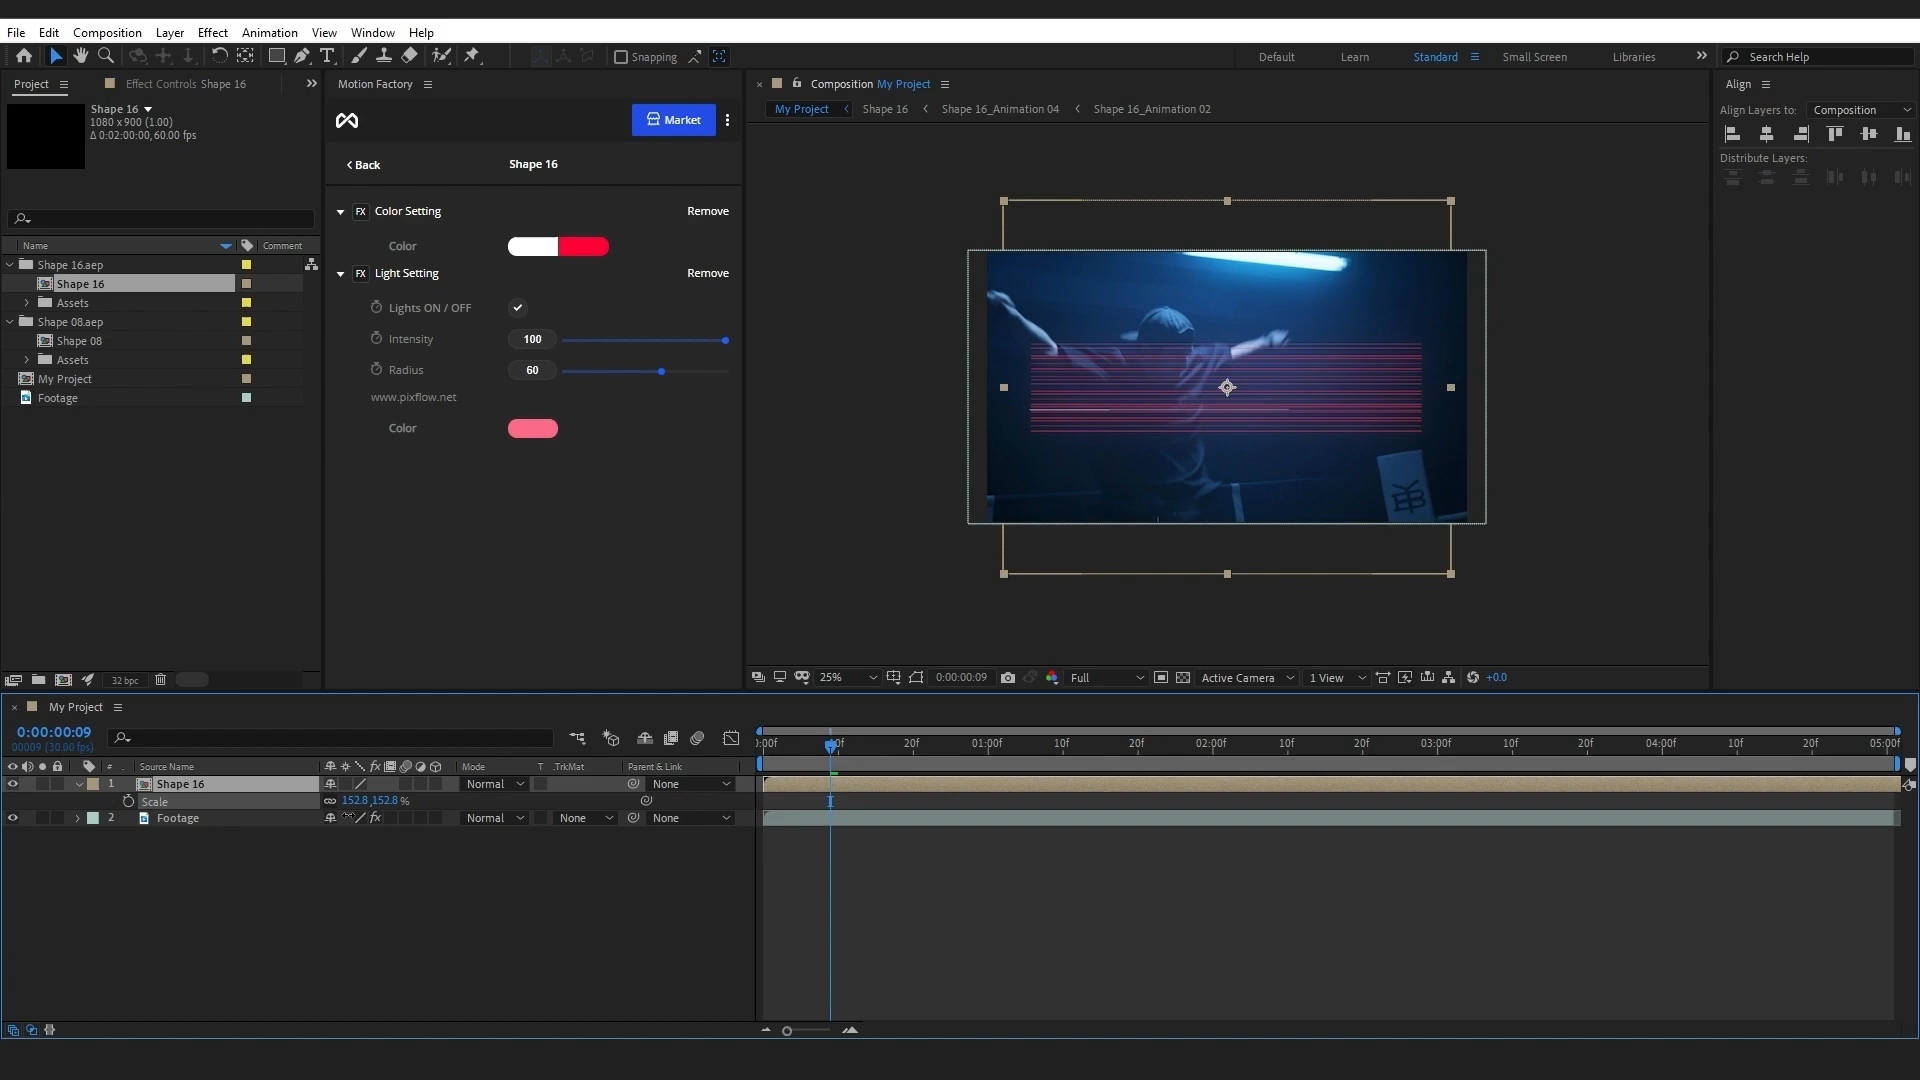 File Edit Composition Layer Effect Animation View Window Help
Snapping
Default Learn Standard Small Screen Libraries
Search Help
Project Effect Controls Shape 16
Shape 16
1080 x 900 (1.00)
Δ 0:02:00:00, 60.00 fps
Name Comment
Shape 16.aep
Shape 16
Assets
Shape 08.aep
Shape 08
Assets
My Project
Footage
32 bpc
Motion Factory
Market
Back Shape 16
FX Color Setting Remove
Color
FX Light Setting Remove
Lights ON / OFF
Intensity 100
Radius 60
www.pixflow.net
Color
Composition My Project
My Project Shape 16 Shape 16_Animation 04 Shape 16_Animation 02
25% 0:00:00:09 Full Active Camera 1 View +0.0
Align
Align Layers to: Composition
Distribute Layers:
My Project
0:00:00:09
00009 (30.00 fps)
# Source Name fx Mode T .TrkMat Parent & Link
1 Shape 16 Normal None
Scale 152.8, 152.8 %
2 Footage fx Normal None None
0:00f 20f 01:00f 10f 20f 02:00f 10f 20f 03:00f 10f 20f 04:00f 10f 20f 05:00f